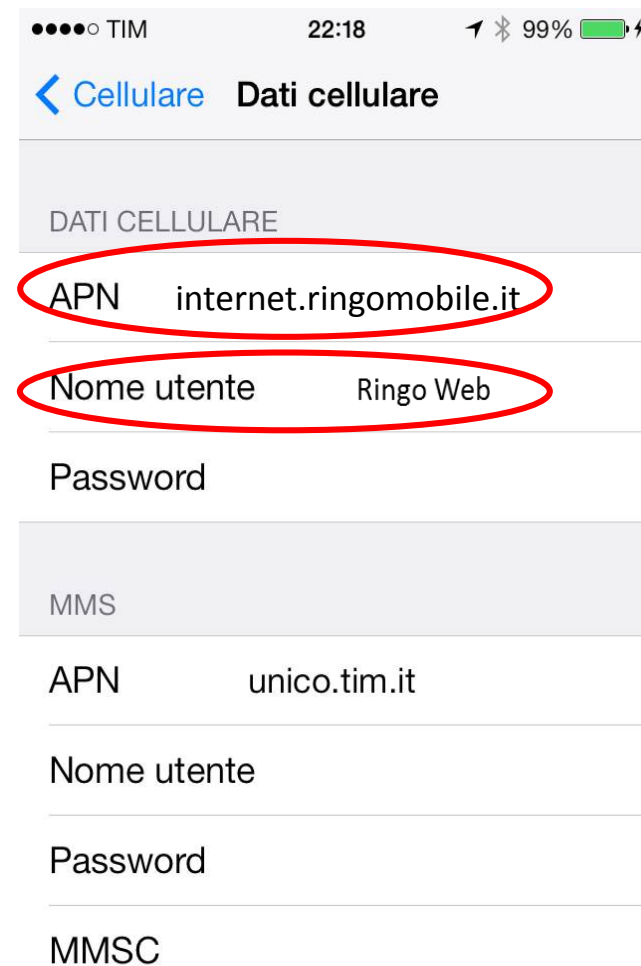 TIM 22:18 99%
Cellulare Dati cellulare
DATI CELLULARE
APN internet.ringomobile.it
Nome utente Ringo Web
Password
MMS
APN unico.tim.it
Nome utente
Password
MMSC